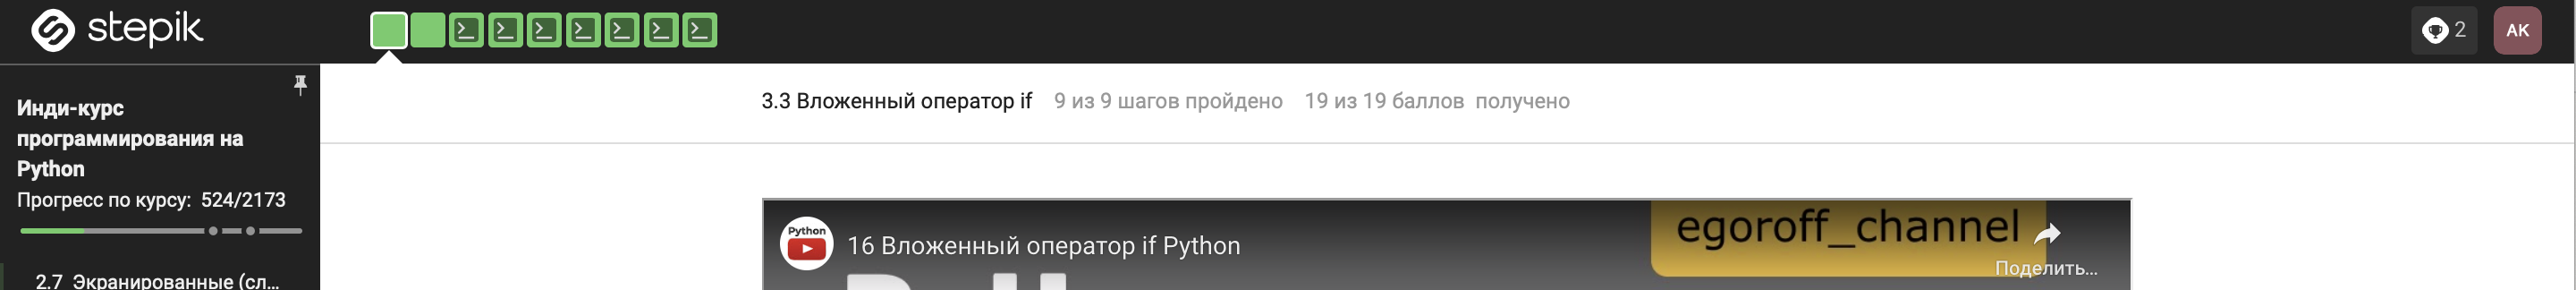 stepik
2
AK
Инди-курс
программирования на
Python
Прогресс по курсу: 524/2173
2.7 Экранированные (сл...
3.3 Вложенный оператор if 9 из 9 шагов пройдено 19 из 19 баллов получено
Python
16 Вложенный оператор if Python
egoroff_channel
Поделить...